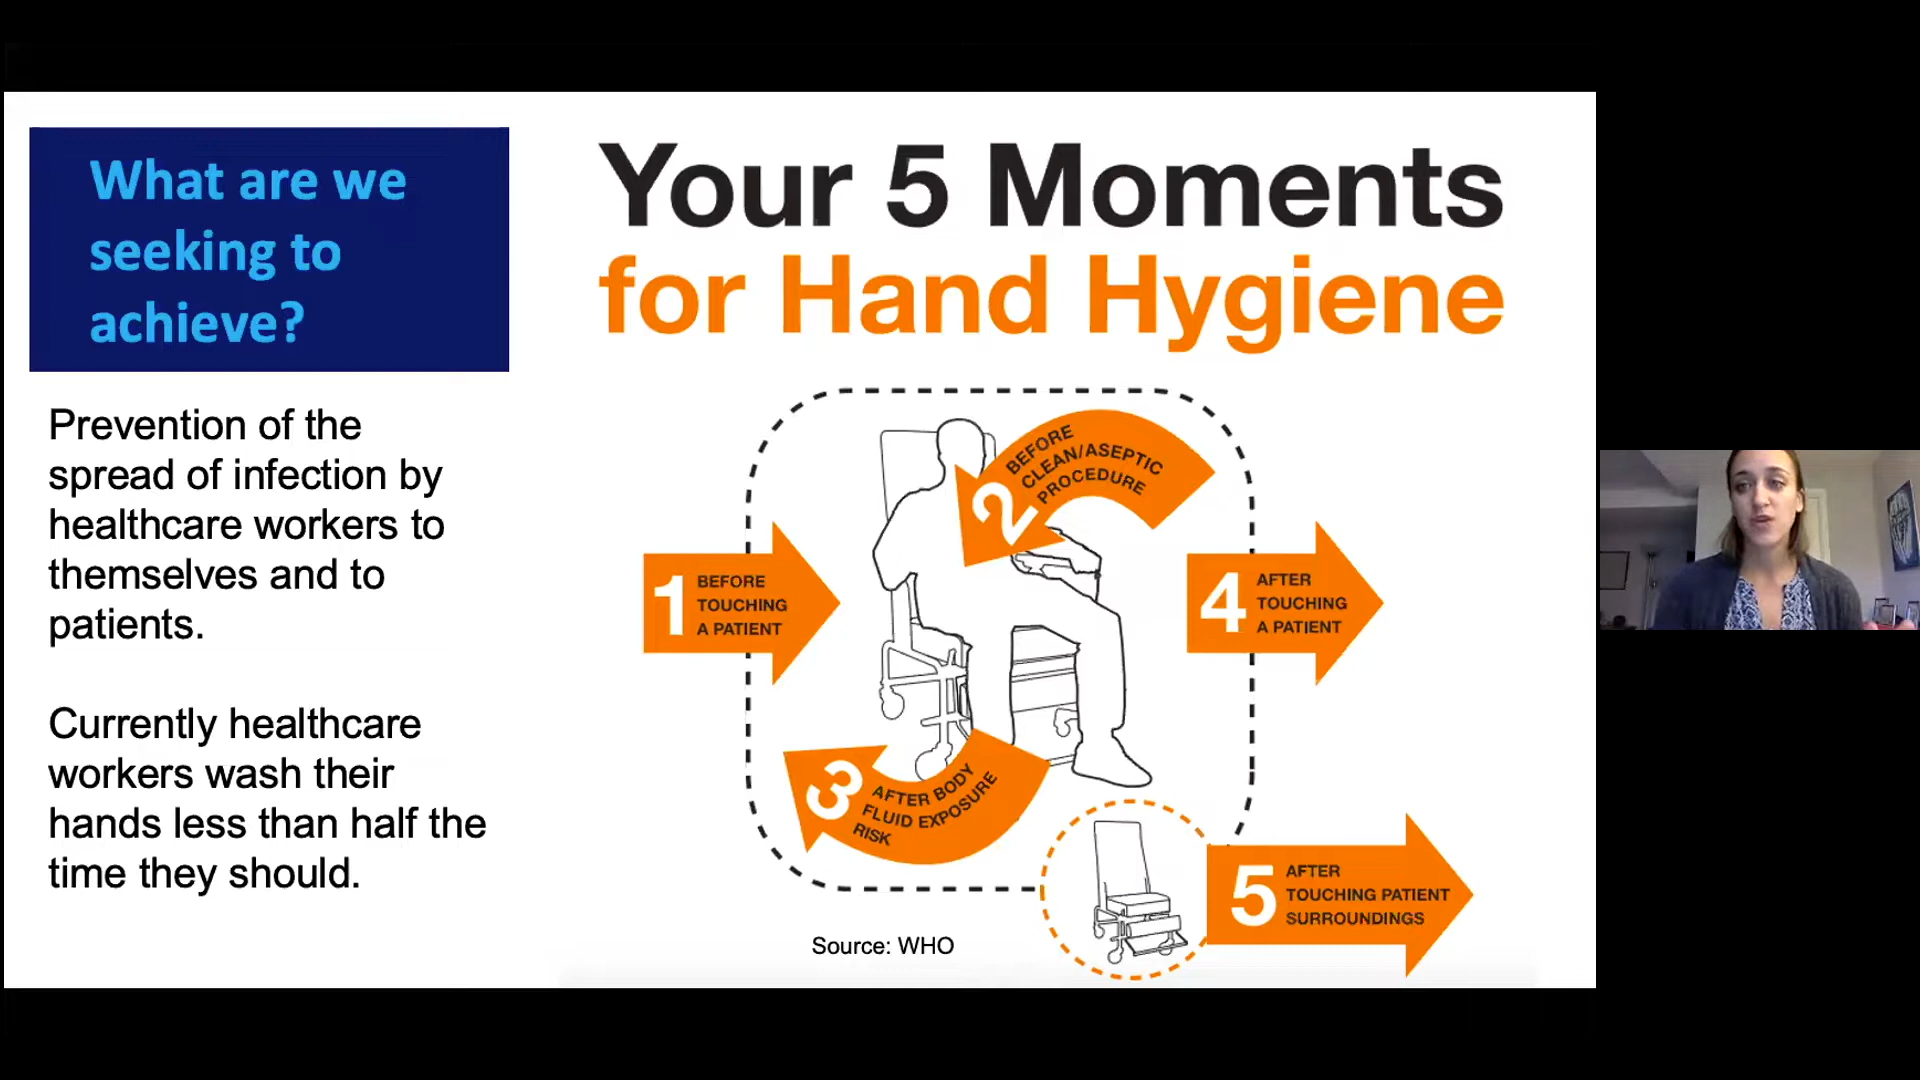 What are we
seeking to
achieve?
Prevention of the
spread of infection by
healthcare workers to
themselves and to
patients.
Currently healthcare
workers wash their
hands less than half the
time they should.
Your 5 Moments
for Hand Hygiene
1
BEFORE
TOUCHING
A PATIENT
2
BEFORE
CLEAN/ASEPTIC
PROCEDURE
3
AFTER BODY
FLUID EXPOSURE
RISK
4
AFTER
TOUCHING
A PATIENT
5
AFTER
TOUCHING PATIENT
SURROUNDINGS
Source: WHO